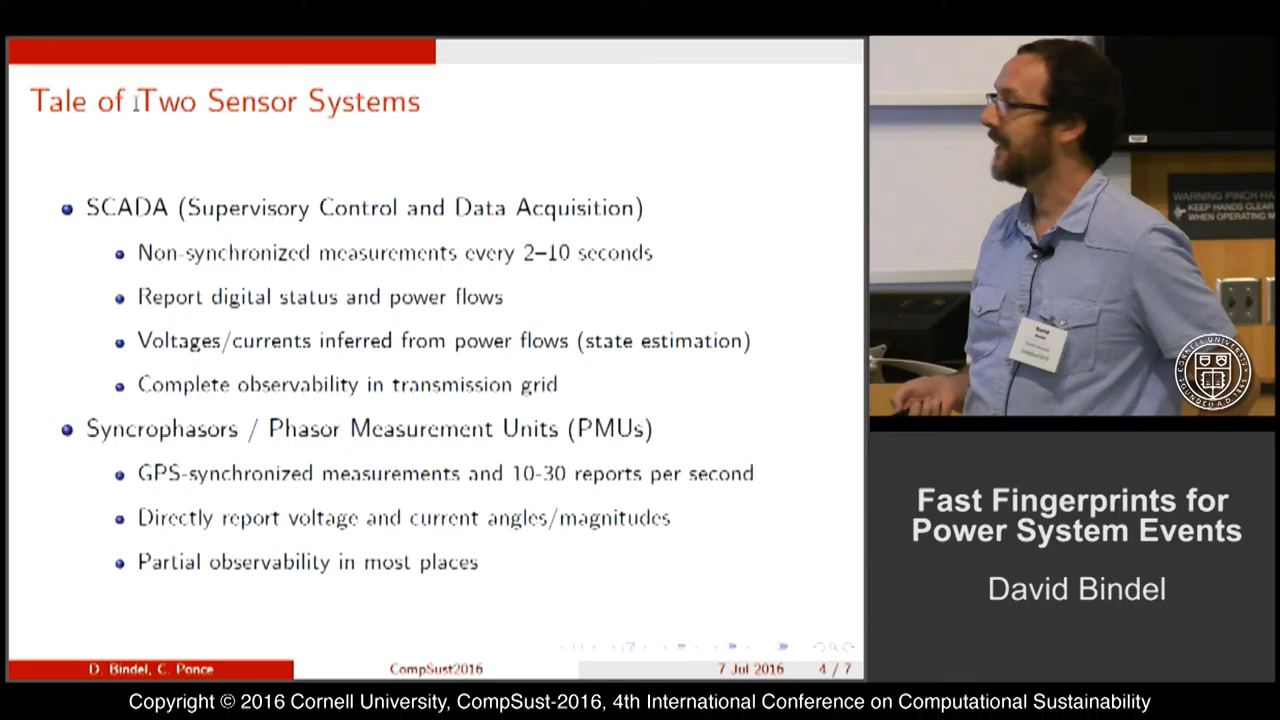 Tale of Two Sensor Systems
SCADA (Supervisory Control and Data Acquisition)
Non-synchronized measurements every 2–10 seconds
Report digital status and power flows
Voltages/currents inferred from power flows (state estimation)
Complete observability in transmission grid
Syncrophasors / Phasor Measurement Units (PMUs)
GPS-synchronized measurements and 10-30 reports per second
Directly report voltage and current angles/magnitudes
Partial observability in most places
D. Bindel, C. Ponce
CompSust2016
7 Jul 2016
4 / 7
WARNING PINCH HA
KEEP HANDS CLEAR
WHEN OPERATING M
David
CORNELL UNIVERSITY
FOUNDED A.D. 1865
Fast Fingerprints for
Power System Events
David Bindel
Copyright © 2016 Cornell University, CompSust-2016, 4th International Conference on Computational Sustainability